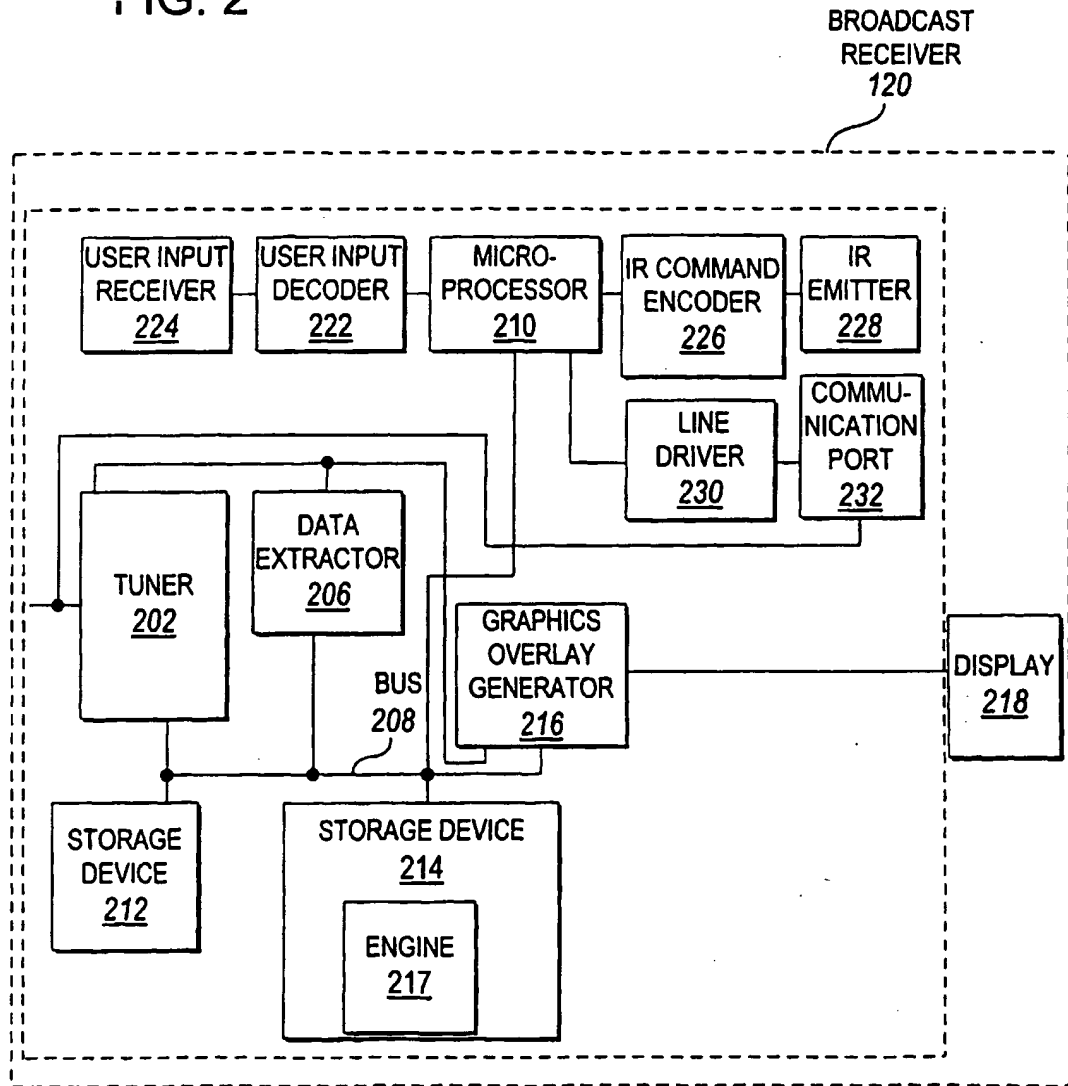 FIG. 2
BROADCAST
RECEIVER
120
USER INPUT
RECEIVER
224
USER INPUT
DECODER
222
MICRO-
PROCESSOR
210
IR COMMAND
ENCODER
226
IR
EMITTER
228
LINE
DRIVER
230
COMMU-
NICATION
PORT
232
TUNER
202
DATA
EXTRACTOR
206
GRAPHICS
OVERLAY
GENERATOR
216
DISPLAY
218
BUS
208
STORAGE
DEVICE
212
STORAGE DEVICE
214
ENGINE
217